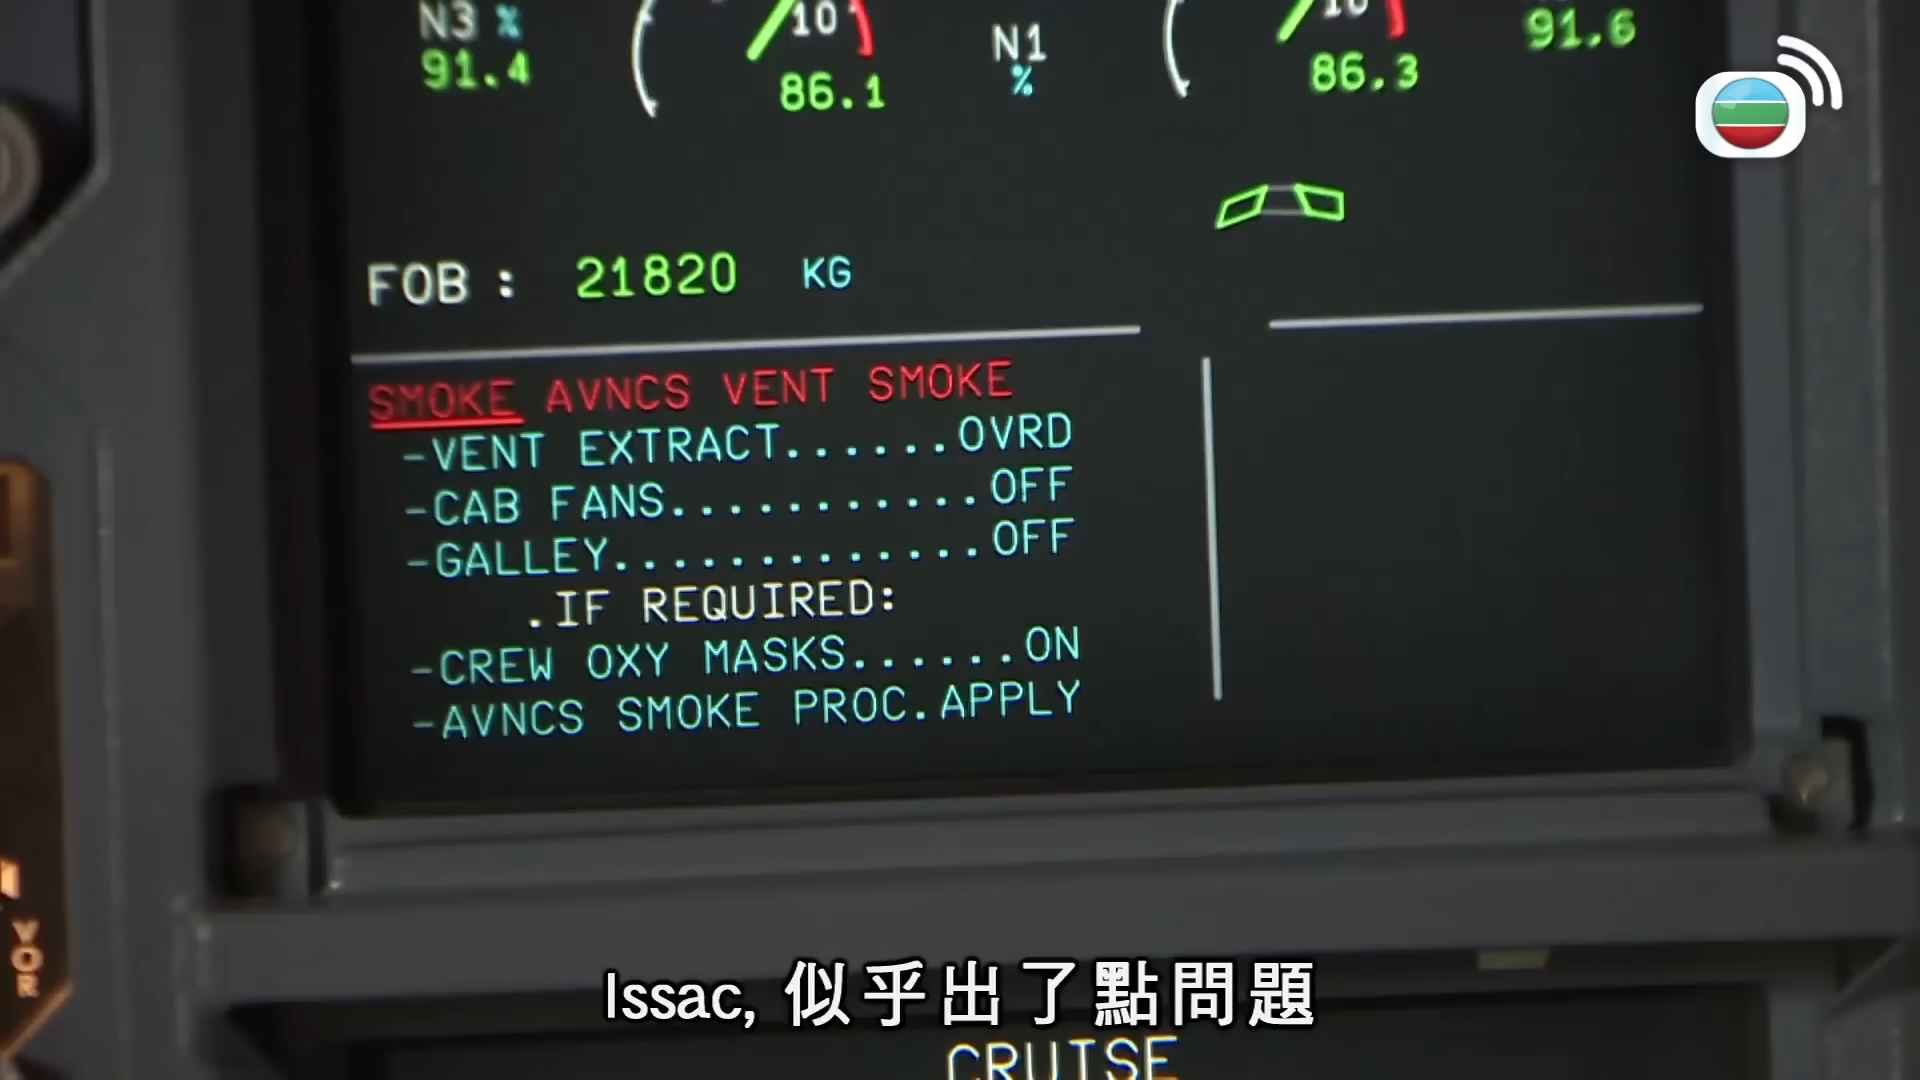 N3 %
91.4
10
86.1
N1
%
10
86.3
91.6
FOB : 21820 KG
SMOKE AVNCS VENT SMOKE
-VENT EXTRACT......OVRD
-CAB FANS...........OFF
-GALLEY.............OFF
.IF REQUIRED:
-CREW OXY MASKS......ON
-AVNCS SMOKE PROC.APPLY
VOR
Issac, 似乎出了點問題
CRUISE